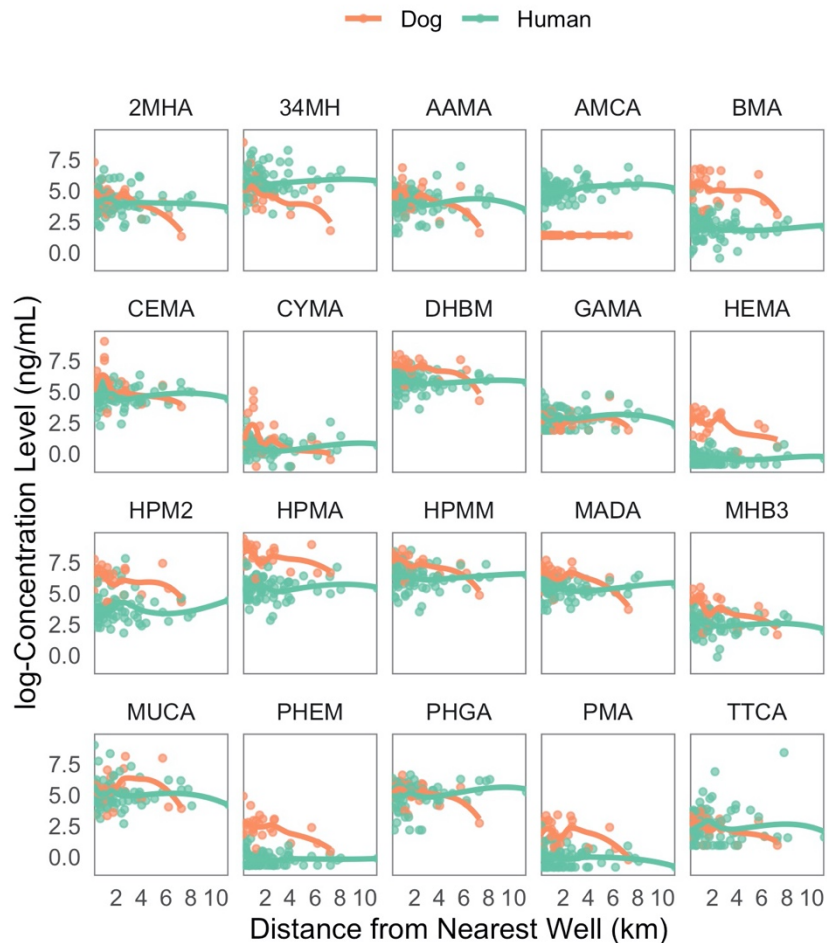 Dog Human
2MHA 34MH AAMA AMCA BMA
7.5
5.0
2.5
0.0
CEMA CYMA DHBM GAMA HEMA
7.5
5.0
2.5
0.0
HPM2 HPMA HPMM MADA MHB3
7.5
5.0
2.5
0.0
MUCA PHEM PHGA PMA TTCA
7.5
5.0
2.5
0.0
log-Concentration Level (ng/mL)
2 4 6 8 10 2 4 6 8 10 2 4 6 8 10 2 4 6 8 10 2 4 6 8 10
Distance from Nearest Well (km)